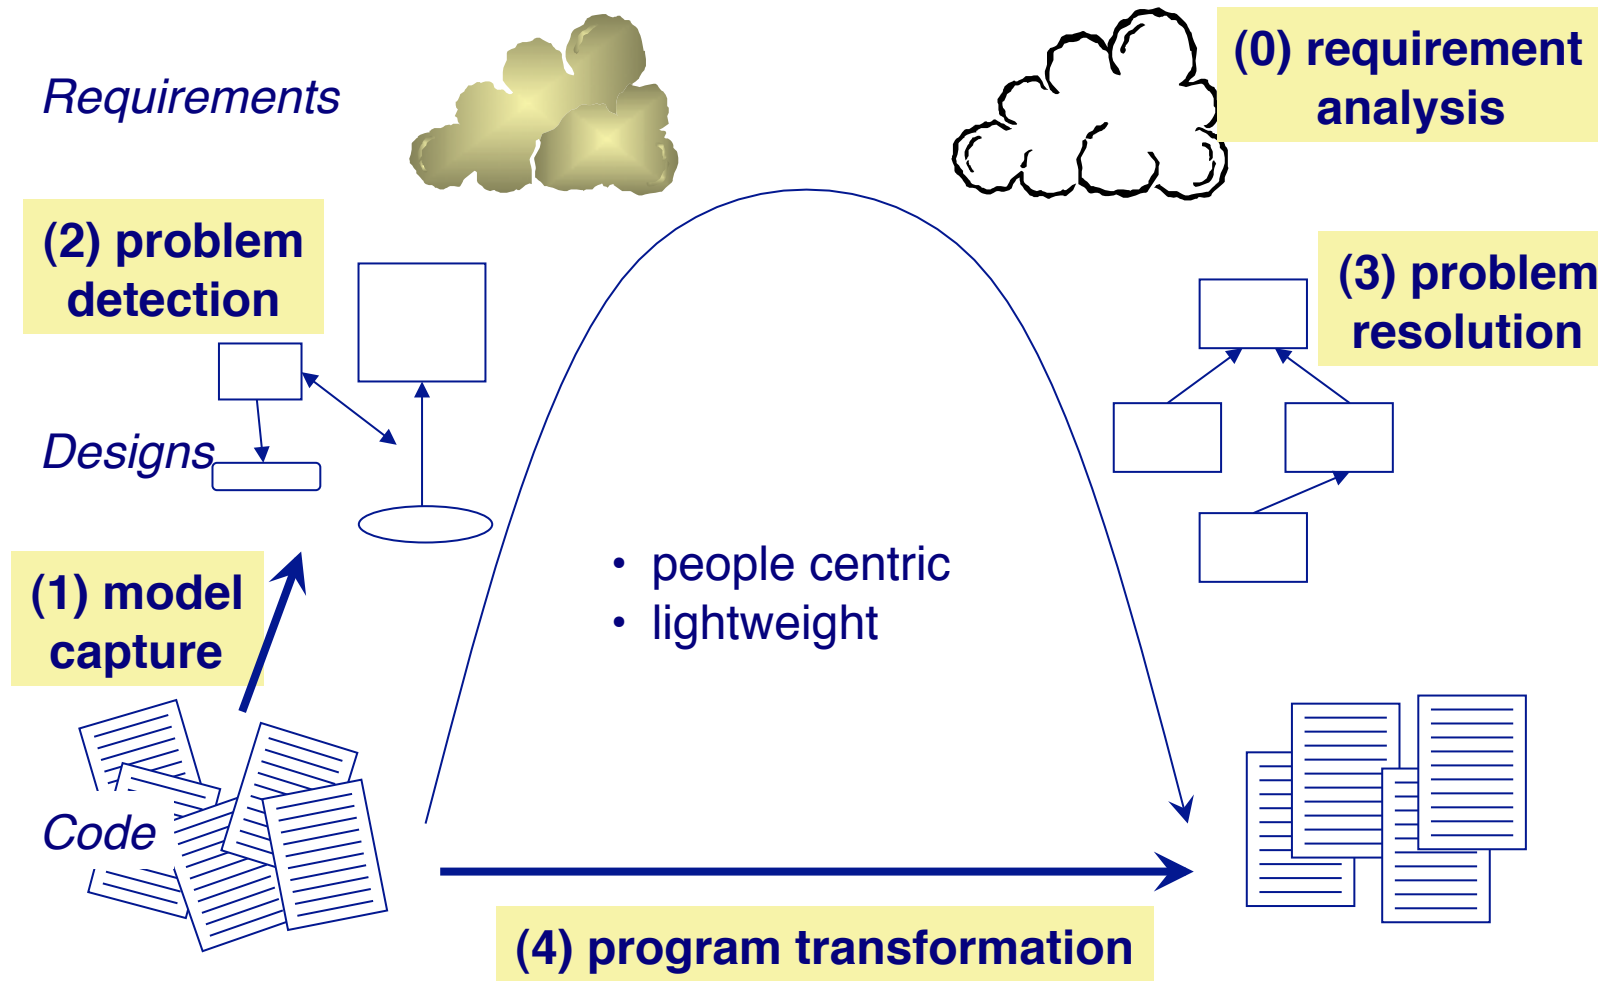 Requirements
(0) requirement
analysis
(2) problem
detection
(3) problem
resolution
Designs
• people centric
• lightweight
(1) model
capture
Code
(4) program transformation